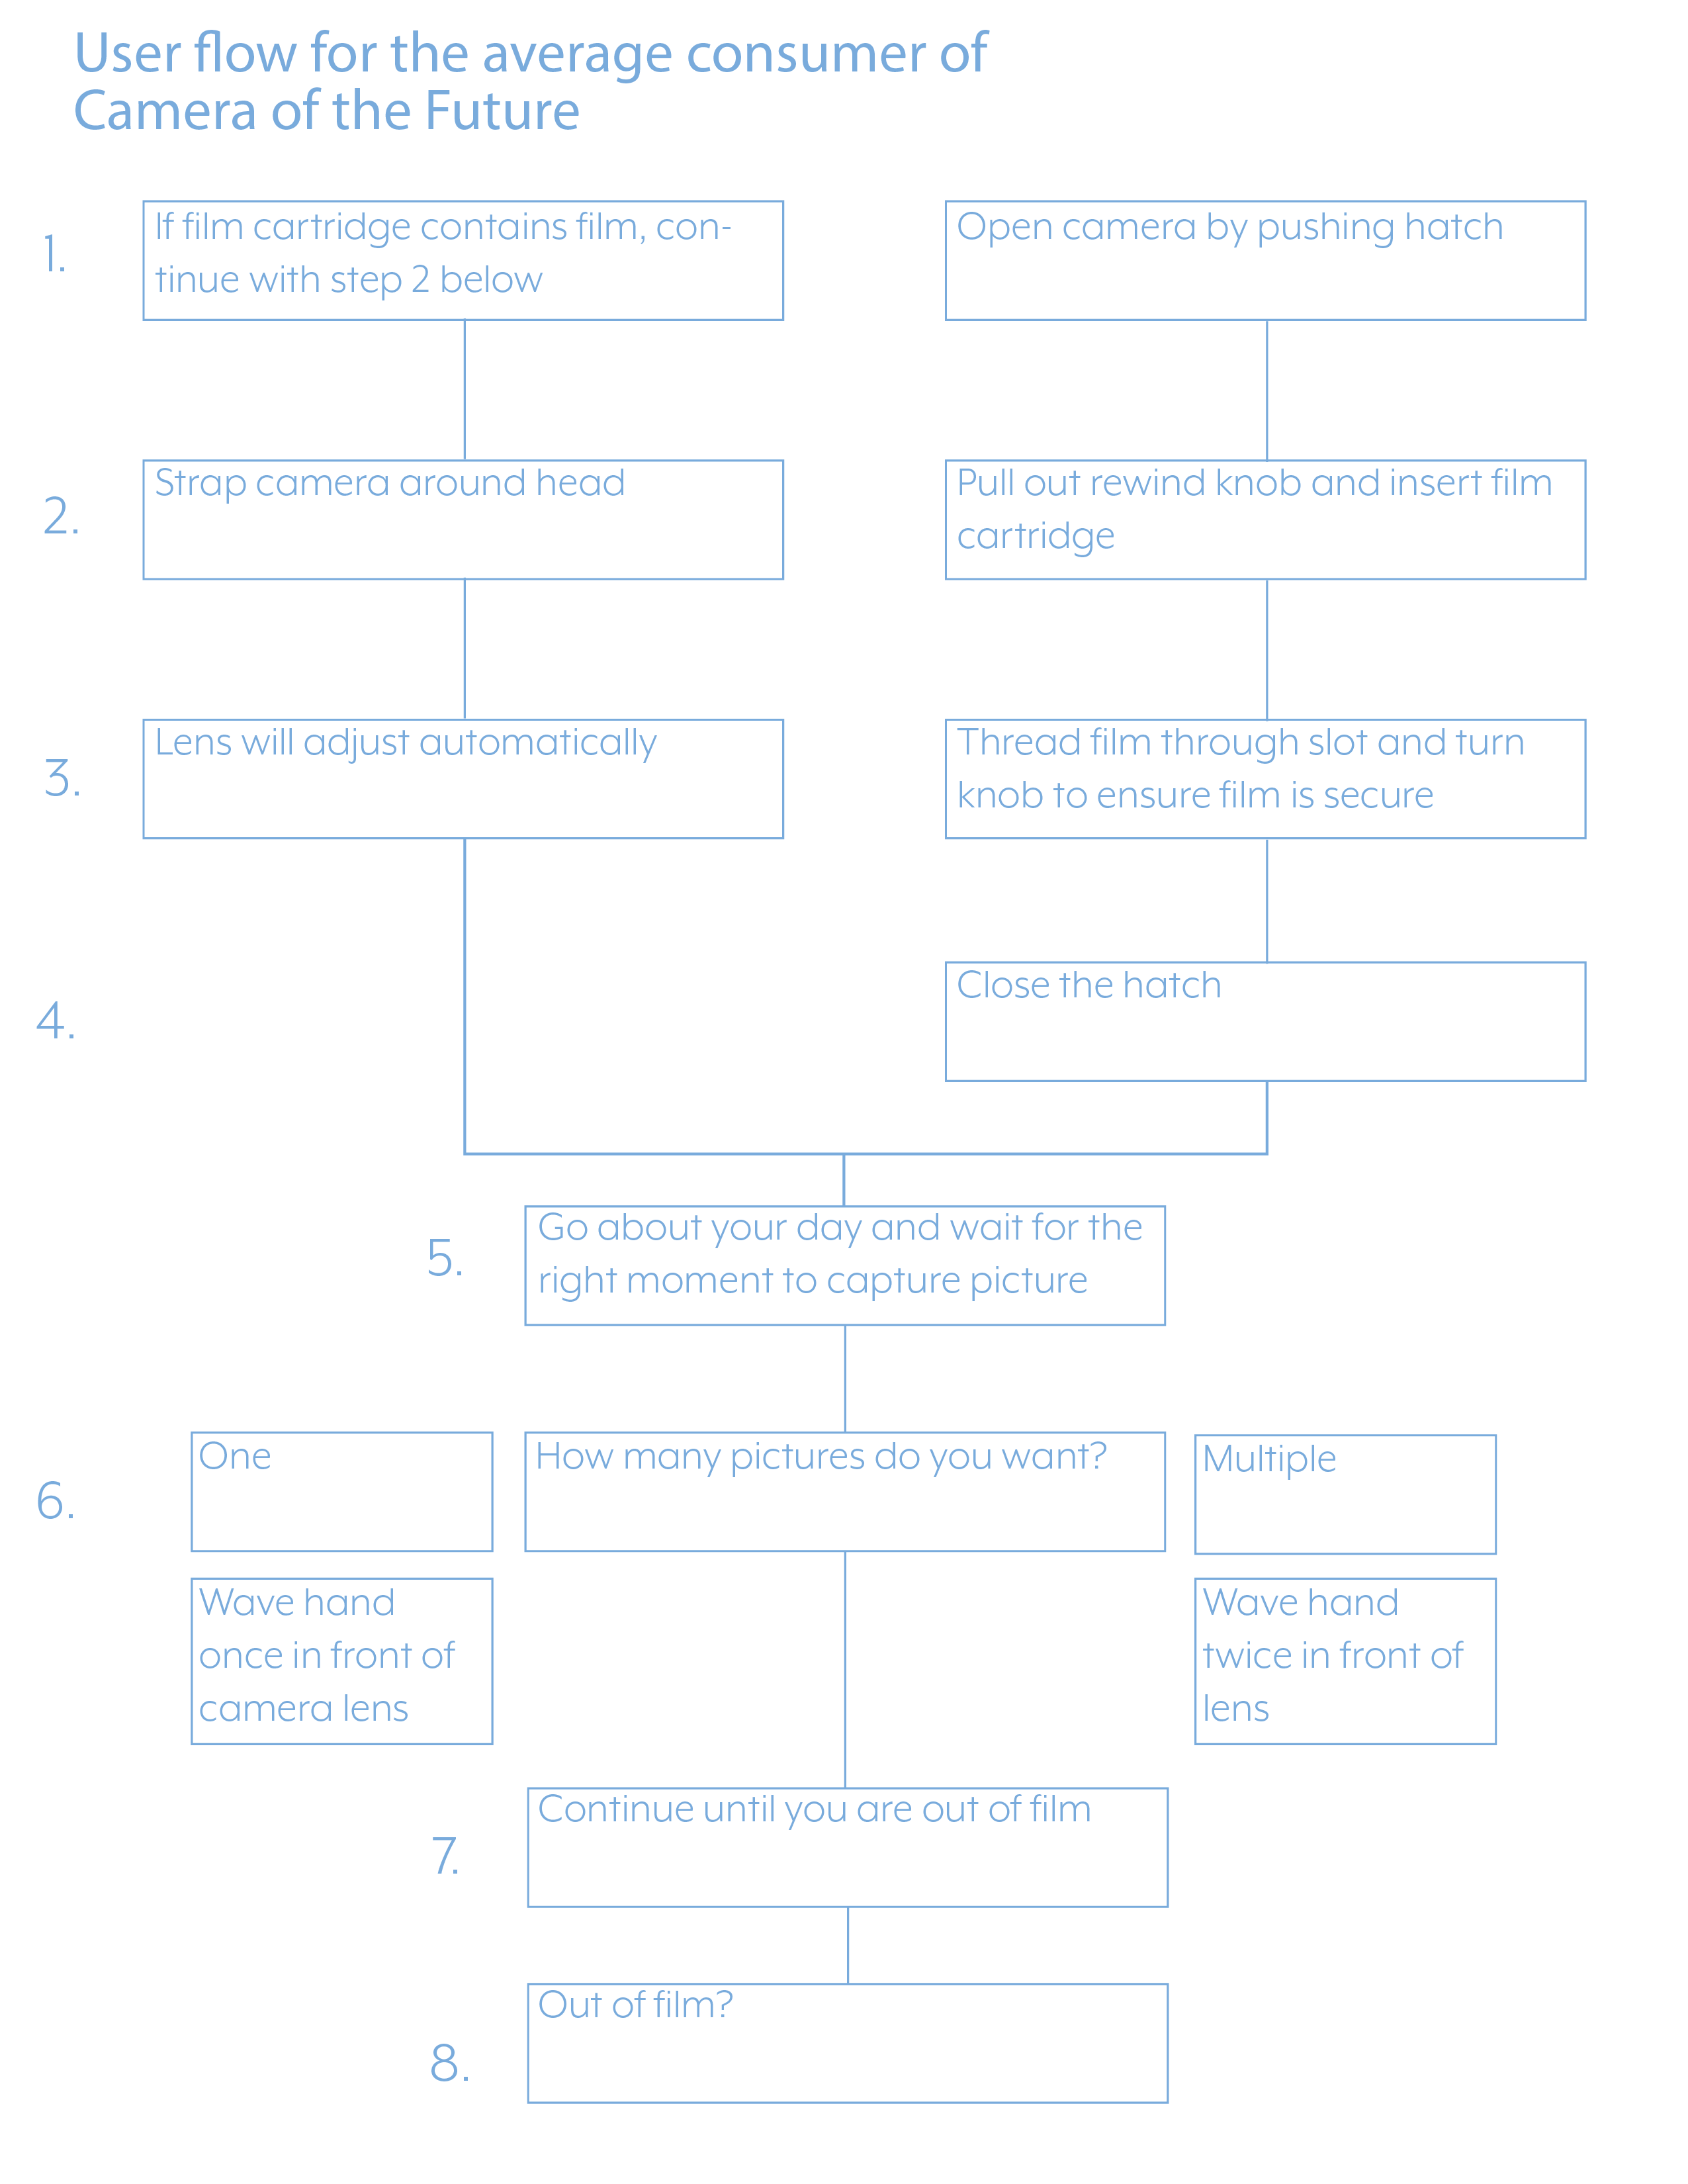 User flow for the average consumer of
Camera of the Future
1.
If film cartridge contains film, con-
tinue with step 2 below
Open camera by pushing hatch
2.
Strap camera around head
Pull out rewind knob and insert film
cartridge
3.
Lens will adjust automatically
Thread film through slot and turn
knob to ensure film is secure
4.
Close the hatch
5.
Go about your day and wait for the
right moment to capture picture
6.
One
How many pictures do you want?
Multiple
Wave hand
once in front of
camera lens
Wave hand
twice in front of
lens
7.
Continue until you are out of film
8.
Out of film?